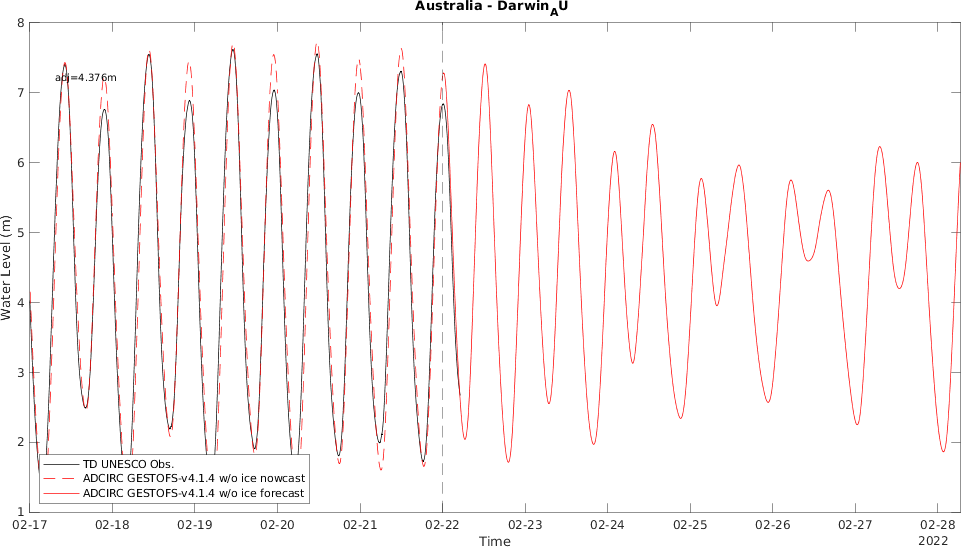 Australia - Darwin_AU
8
7
6
5
4
3
2
1
Water Level (m)
adj=4.376m
TD UNESCO Obs.
ADCIRC GESTOFS-v4.1.4 w/o ice nowcast
ADCIRC GESTOFS-v4.1.4 w/o ice forecast
02-17 02-18 02-19 02-20 02-21 02-22 02-23 02-24 02-25 02-26 02-27 02-28
Time
2022